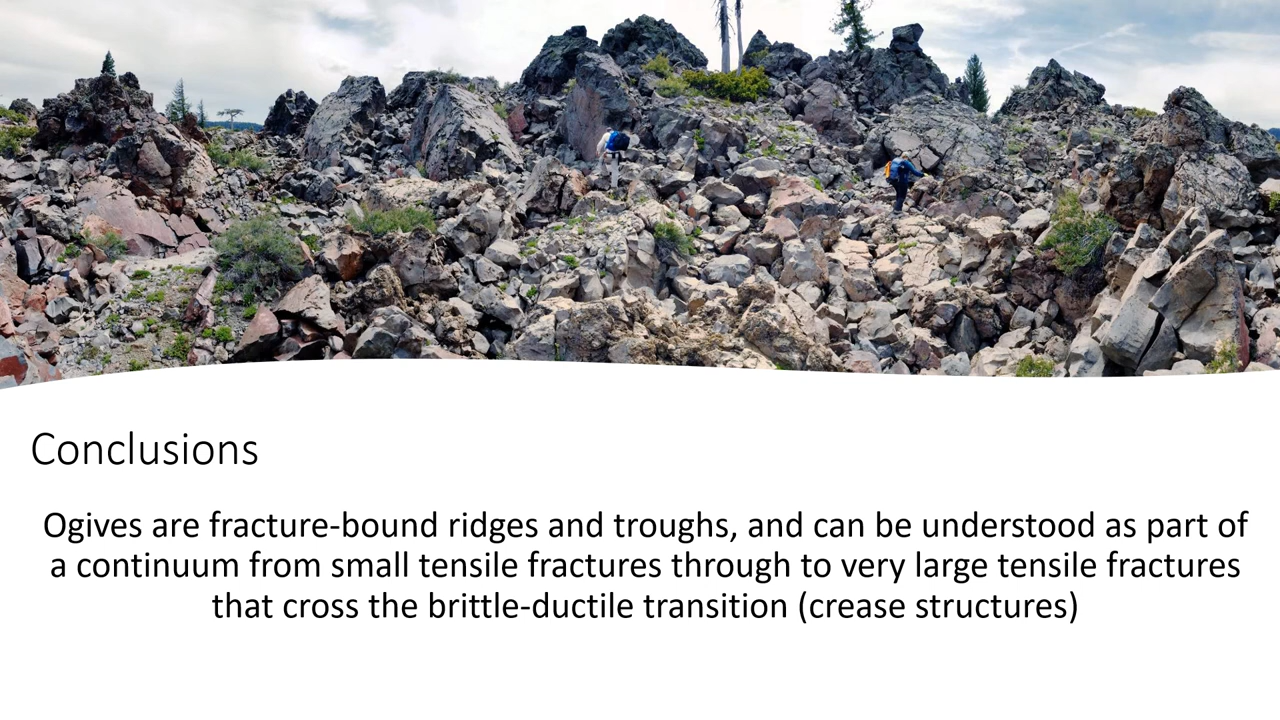 Conclusions
Ogives are fracture-bound ridges and troughs, and can be understood as part of
a continuum from small tensile fractures through to very large tensile fractures
that cross the brittle-ductile transition (crease structures)